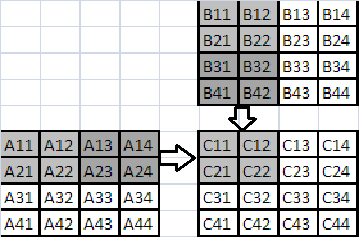 B11 B12 B13 B14
B21 B22 B23 B24
B31 B32 B33 B34
B41 B42 B43 B44
A11 A12 A13 A14
A21 A22 A23 A24
A31 A32 A33 A34
A41 A42 A43 A44
C11 C12 C13 C14
C21 C22 C23 C24
C31 C32 C33 C34
C41 C42 C43 C44